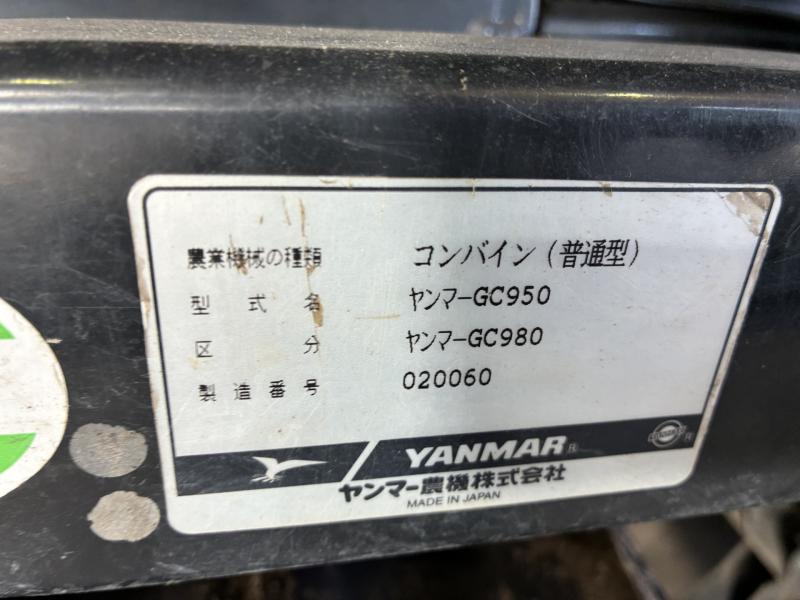 農業機械の種類 コンバイン(普通型)
型式名 ヤンマーGC950
区分 ヤンマーGC980
製造番号 020060
YANMAR®
ヤンマー農機株式会社
MADE IN JAPAN